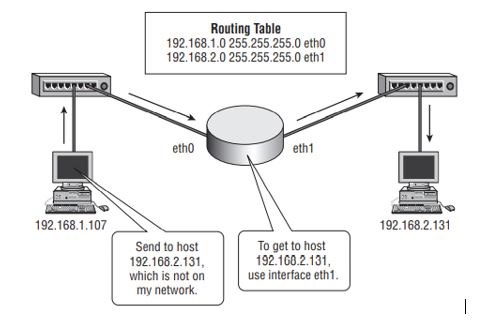 Routing Table
192.168.1.0 255.255.255.0 eth0
192.168.2.0 255.255.255.0 eth1
eth0
eth1
192.168.1.107
192.168.2.131
Send to host
192.168.2.131,
which is not on
my network.
To get to host
192.168.2.131,
use interface eth1.